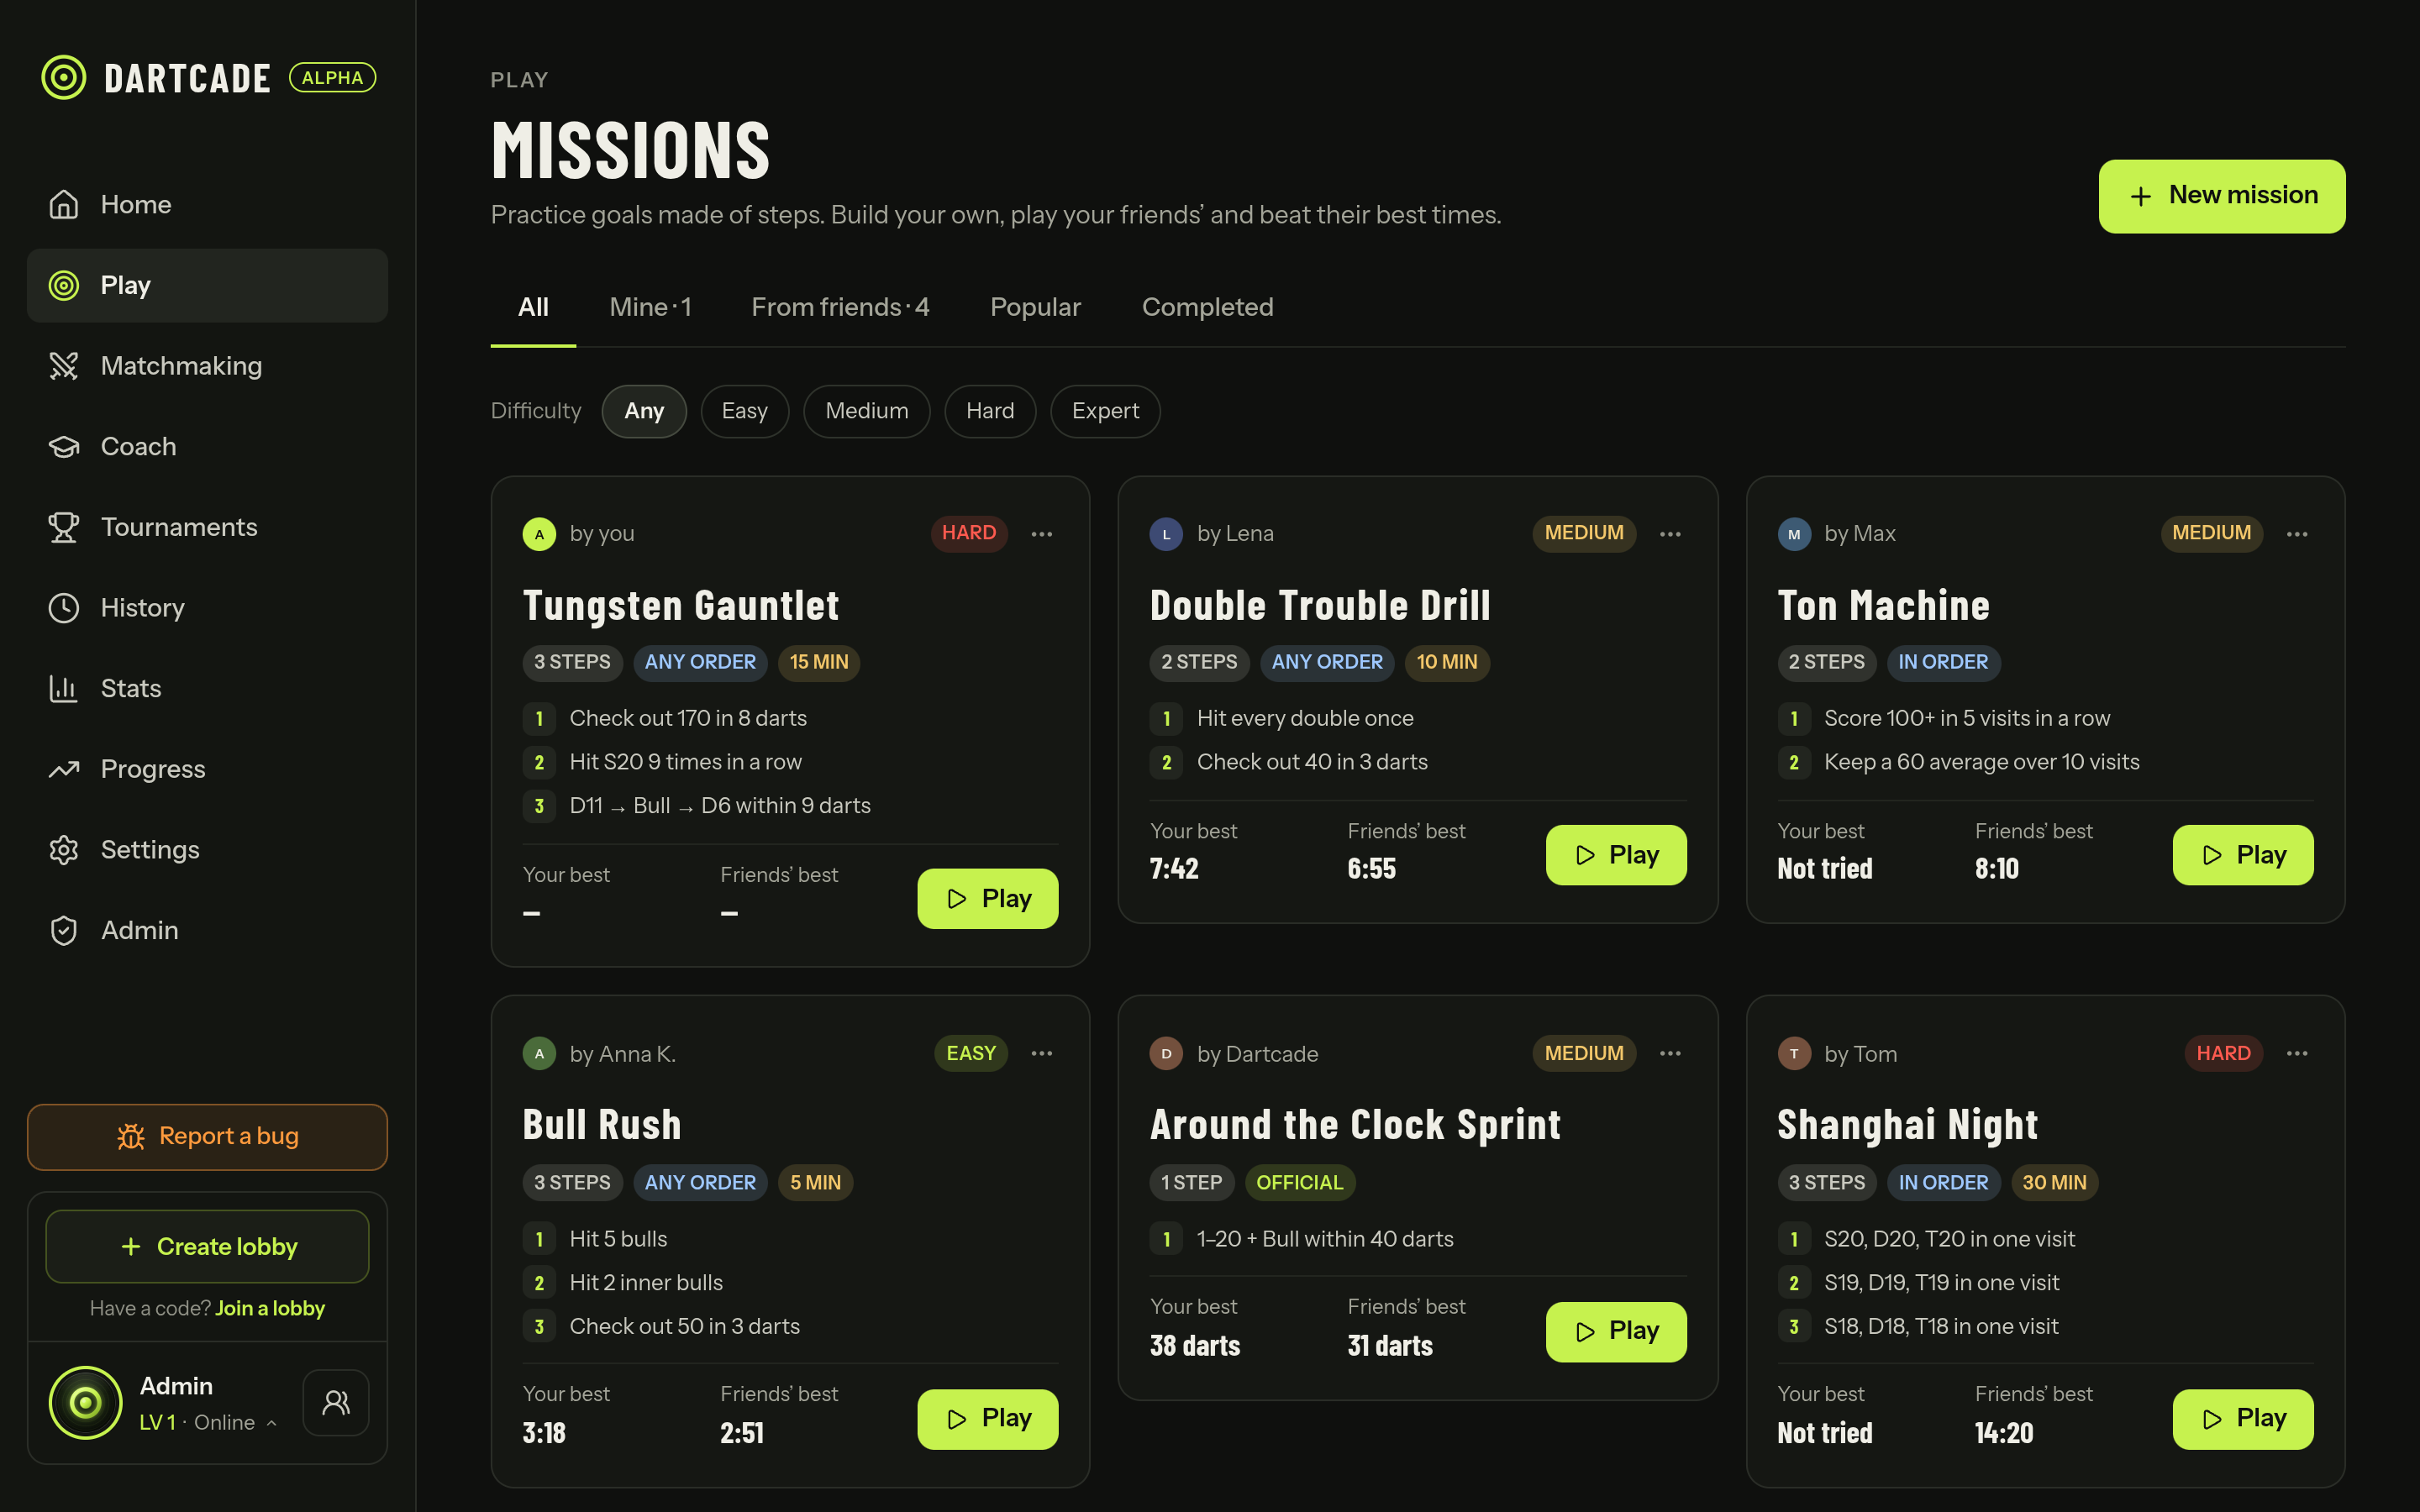 DARTCADE ALPHA
Home
Play
Matchmaking
Coach
Tournaments
History
Stats
Progress
Settings
Admin
Report a bug
Create lobby
Have a code? Join a lobby
Admin
LV 1 · Online
PLAY
MISSIONS
Practice goals made of steps. Build your own, play your friends’ and beat their best times.
New mission
All Mine · 1 From friends · 4 Popular Completed
Difficulty Any Easy Medium Hard Expert
A by you HARD
Tungsten Gauntlet
3 STEPS ANY ORDER 15 MIN
1 Check out 170 in 8 darts
2 Hit S20 9 times in a row
3 D11 → Bull → D6 within 9 darts
Your best Friends’ best
– –
Play
L by Lena MEDIUM
Double Trouble Drill
2 STEPS ANY ORDER 10 MIN
1 Hit every double once
2 Check out 40 in 3 darts
Your best Friends’ best
7:42 6:55
Play
M by Max MEDIUM
Ton Machine
2 STEPS IN ORDER
1 Score 100+ in 5 visits in a row
2 Keep a 60 average over 10 visits
Your best Friends’ best
Not tried 8:10
Play
A by Anna K. EASY
Bull Rush
3 STEPS ANY ORDER 5 MIN
1 Hit 5 bulls
2 Hit 2 inner bulls
3 Check out 50 in 3 darts
Your best Friends’ best
3:18 2:51
Play
D by Dartcade MEDIUM
Around the Clock Sprint
1 STEP OFFICIAL
1 1–20 + Bull within 40 darts
Your best Friends’ best
38 darts 31 darts
Play
T by Tom HARD
Shanghai Night
3 STEPS IN ORDER 30 MIN
1 S20, D20, T20 in one visit
2 S19, D19, T19 in one visit
3 S18, D18, T18 in one visit
Your best Friends’ best
Not tried 14:20
Play